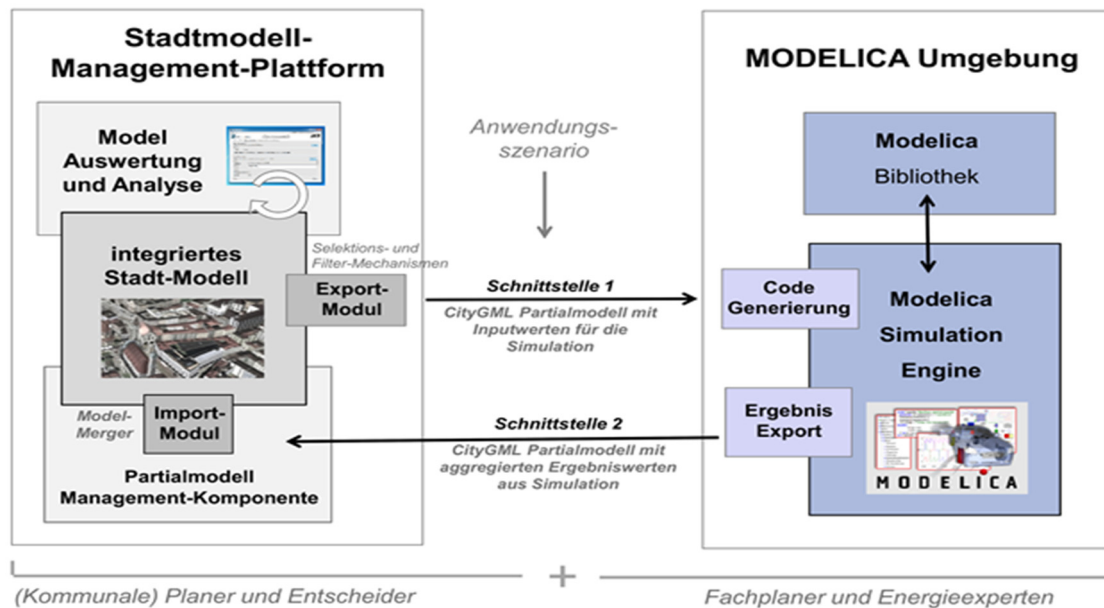 Stadtmodell-
Management-Plattform
Model
Auswertung
und Analyse
integriertes
Stadt-Modell
Selektions- und
Filter-Mechanismen
Export-
Modul
Model-
Merger
Import-
Modul
Partialmodell
Management-Komponente
Anwendungs-
szenario
Schnittstelle 1
CityGML Partialmodell mit
Inputwerten für die
Simulation
Schnittstelle 2
CityGML Partialmodell mit
aggregierten Ergebniswerten
aus Simulation
MODELICA Umgebung
Modelica
Bibliothek
Code
Generierung
Modelica
Simulation
Engine
Ergebnis
Export
MODELICA
(Kommunale) Planer und Entscheider
+
Fachplaner und Energieexperten